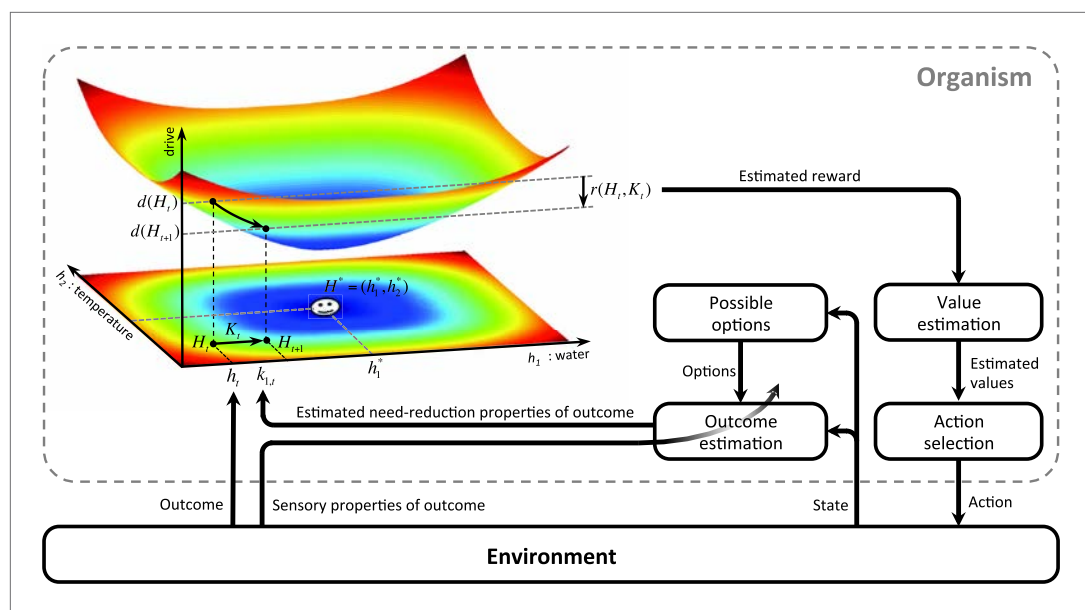 Organism
drive
d(H_t)
d(H_{t+1})
r(H_t, K_t)
Estimated reward
H^* = (h_1^*, h_2^*)
h_2 : temperature
H_t
K_t
H_{t+1}
h_1 : water
h_t
k_{1,t}
h_1^*
Possible
options
Value
estimation
Options
Estimated
values
Estimated need-reduction properties of outcome
Outcome
estimation
Action
selection
Outcome
Sensory properties of outcome
State
Action
Environment